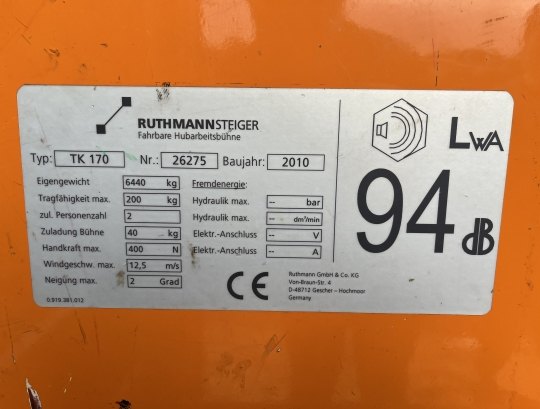 RUTHMANNSTEIGER
Fahrbare Hubarbeitsbühne
Typ: TK 170 Nr.: 26275 Baujahr: 2010
Eigengewicht 6440 kg
Tragfähigkeit max. 200 kg
zul. Personenzahl 2
Zuladung Bühne 40 kg
Handkraft max. 400 N
Windgeschw. max. 12,5 m/s
Neigung max. 2 Grad
0.919.381.012
Fremdenergie:
Hydraulik max. -- bar
Hydraulik max. -- dm³/min
Elektr.-Anschluss -- V
Elektr.-Anschluss -- A
CE
Ruthmann GmbH & Co. KG
Von-Braun-Str. 4
D-48712 Gescher - Hochmoor
Germany
LWA
94 dB